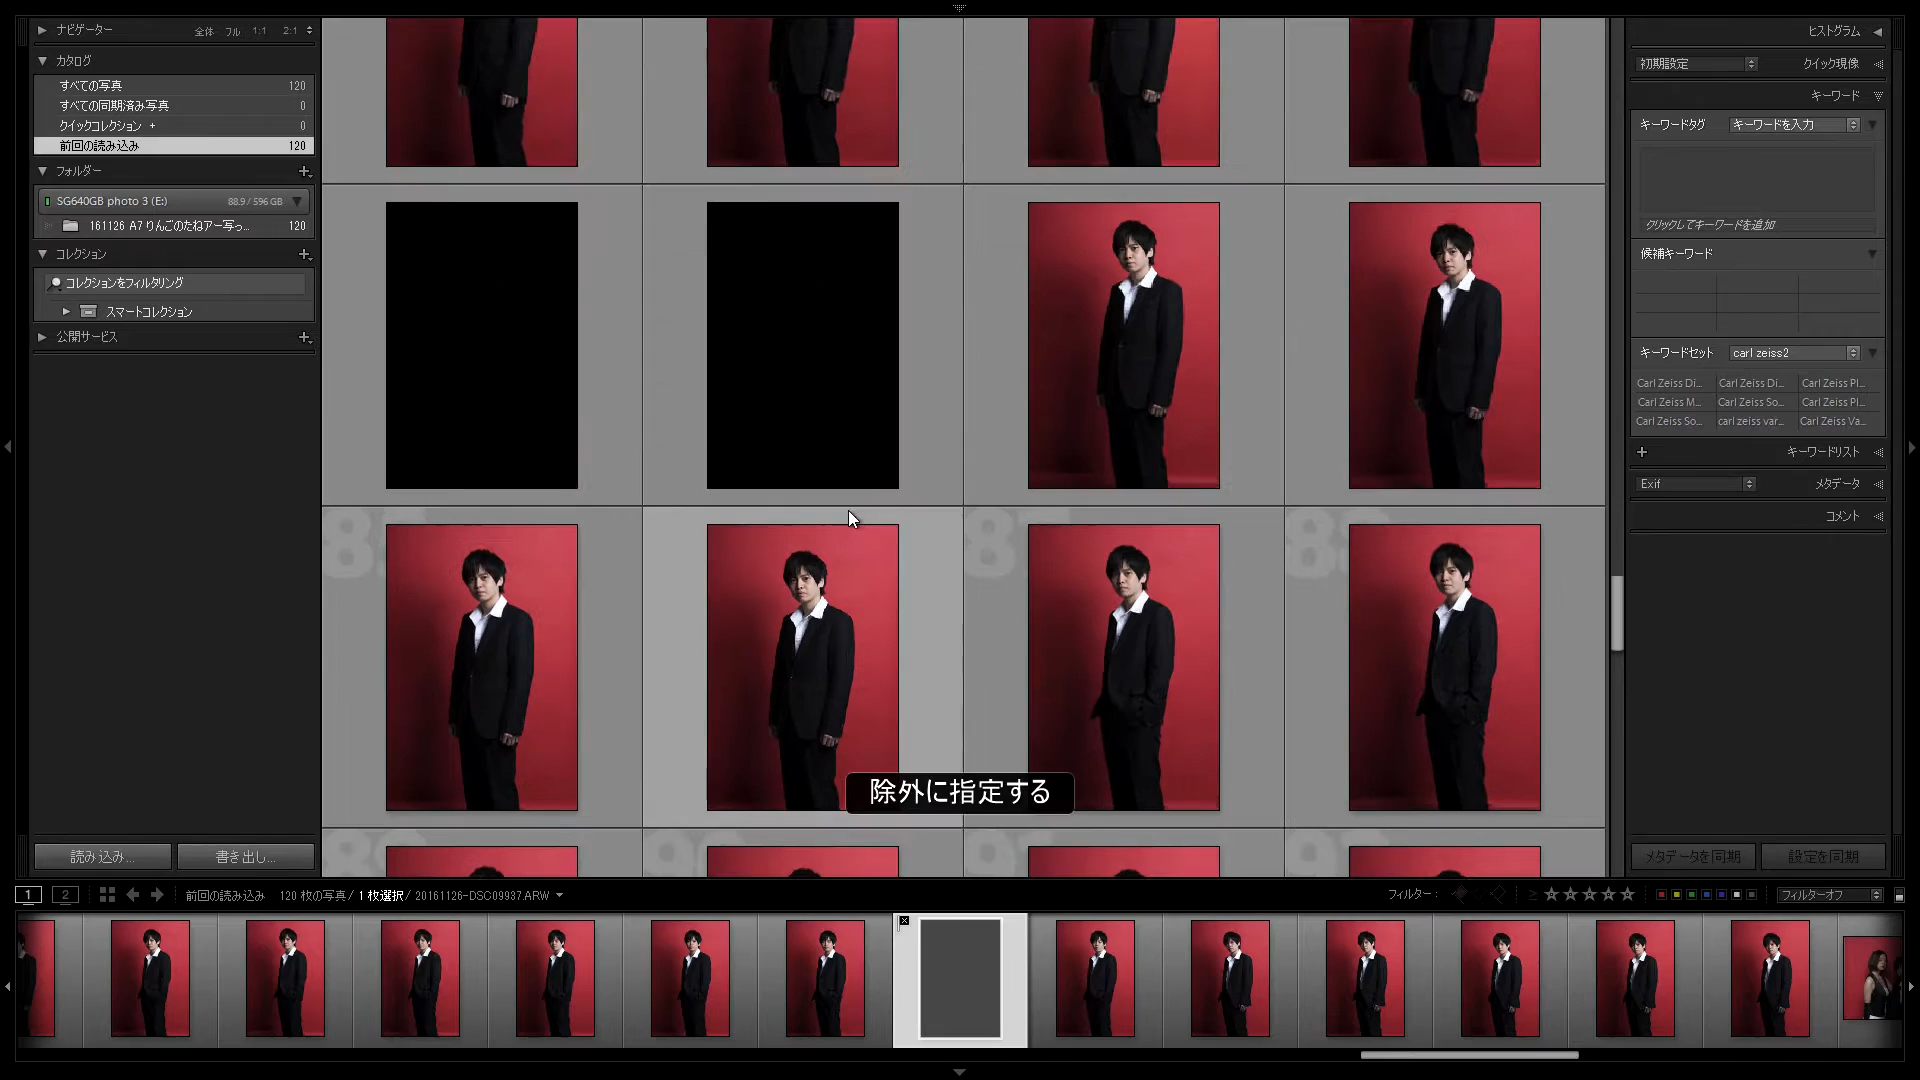 ナビゲーター 全体 フル 1:1 2:1
カタログ
すべての写真 120
すべての同期済み写真 0
クイックコレクション + 0
前回の読み込み 120
フォルダー
SG640GB photo 3 (E:) 88.9 / 596 GB
161126 A7 りんごのたねアー写っ... 120
コレクション
コレクションをフィルタリング
スマートコレクション
公開サービス
読み込み...
書き出し...
除外に指定する
ヒストグラム
初期設定 クイック現像
キーワード
キーワードタグ キーワードを入力
クリックしてキーワードを追加
候補キーワード
キーワードセット carl zeiss2
Carl Zeiss Di... Carl Zeiss Di... Carl Zeiss Pl...
Carl Zeiss M... Carl Zeiss So... Carl Zeiss Pl...
Carl Zeiss So... carl zeiss var... Carl Zeiss Va...
キーワードリスト
Exif メタデータ
コメント
メタデータを同期 設定を同期
1 2 前回の読み込み 120 枚の写真 / 1 枚選択 / 20161126-DSC09937.ARW
フィルター : フィルターオフ